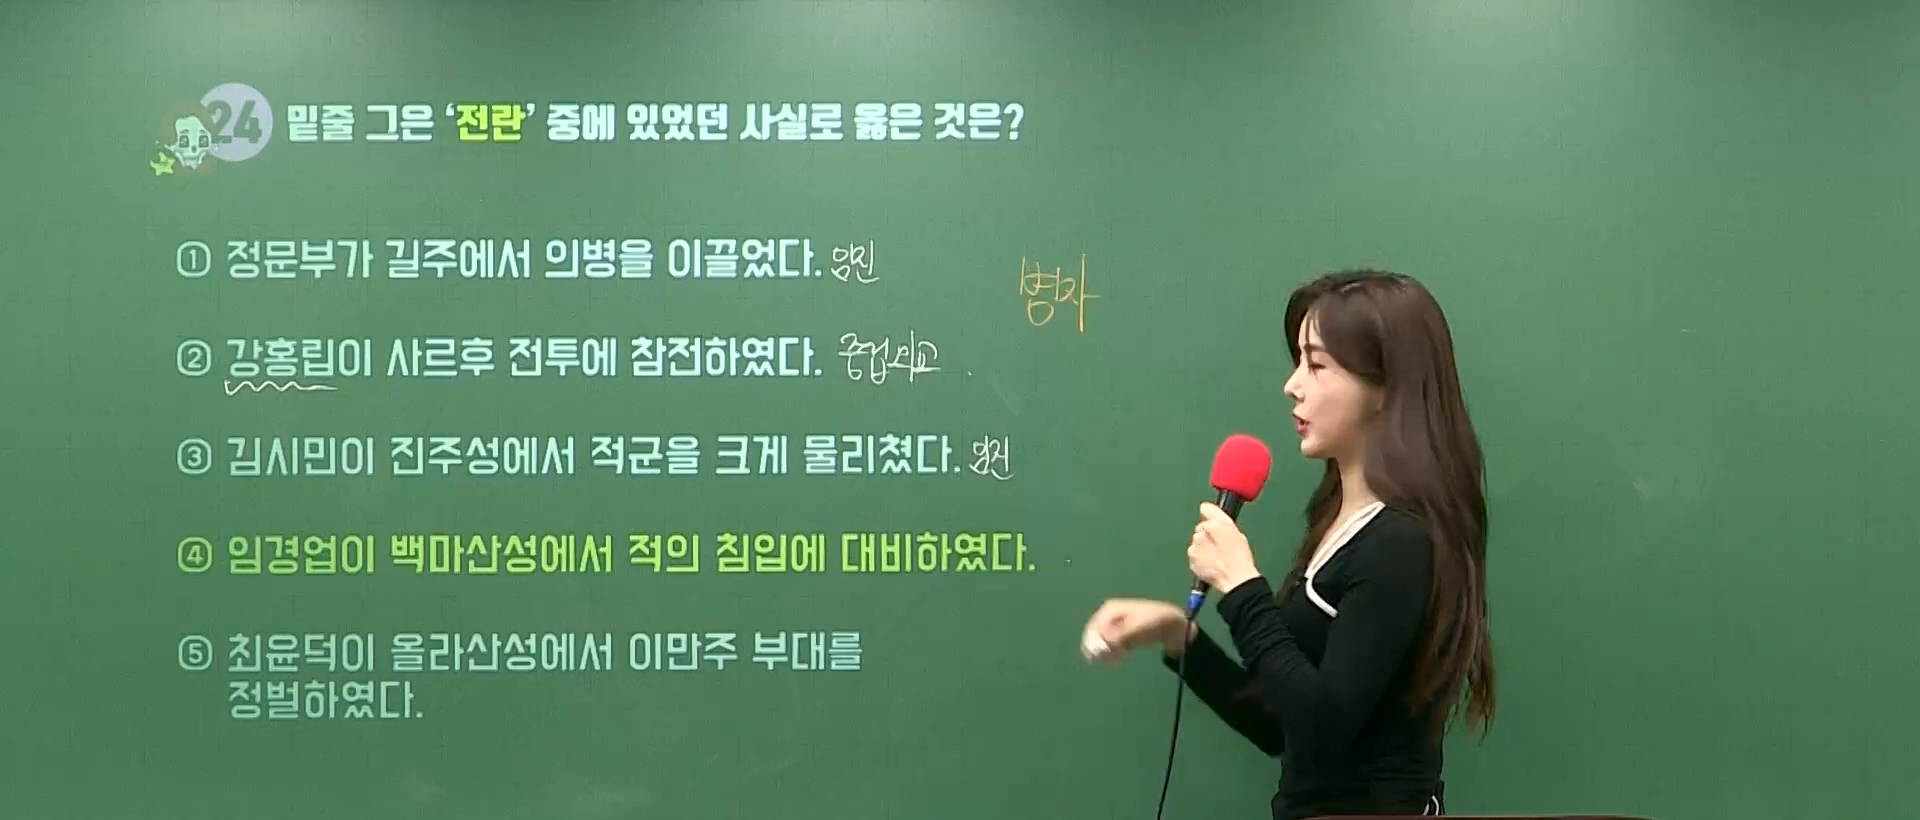 24 밑줄 그은 ‘전란’ 중에 있었던 사실로 옳은 것은?
① 정문부가 길주에서 의병을 이끌었다. 임진
병자
② 강홍립이 사르후 전투에 참전하였다. 중립외교
③ 김시민이 진주성에서 적군을 크게 물리쳤다. 임진
④ 임경업이 백마산성에서 적의 침입에 대비하였다.
⑤ 최윤덕이 올라산성에서 이만주 부대를
정벌하였다.